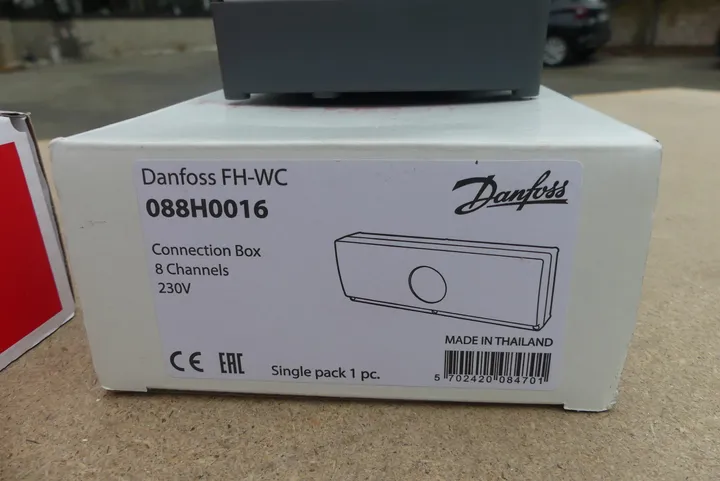 Danfoss FH-WC
088H0016
Danfoss
Connection Box
8 Channels
230V
MADE IN THAILAND
CE EAC
Single pack 1 pc.
5 702420 084701